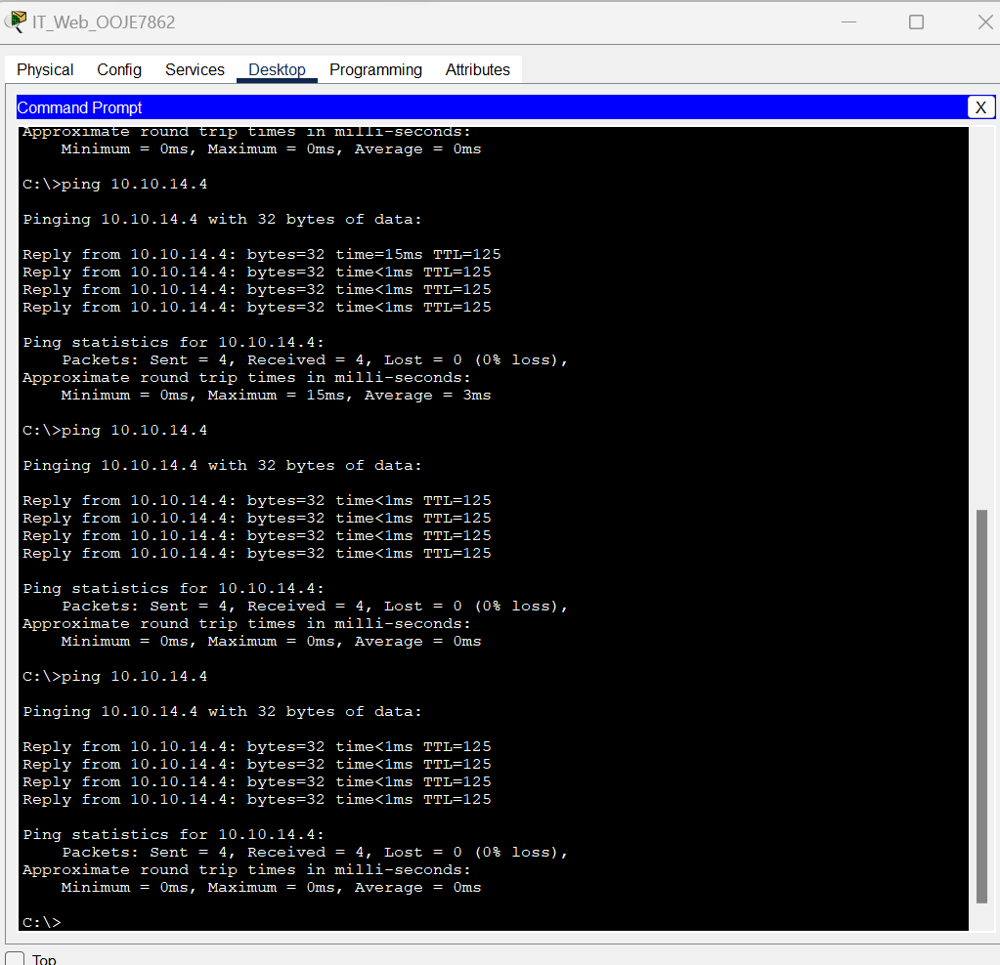 IT_Web_OOJE7862
Physical Config Services Desktop Programming Attributes
Command Prompt
X
Approximate round trip times in milli-seconds:
    Minimum = 0ms, Maximum = 0ms, Average = 0ms
C:\>ping 10.10.14.4
Pinging 10.10.14.4 with 32 bytes of data:
Reply from 10.10.14.4: bytes=32 time=15ms TTL=125
Reply from 10.10.14.4: bytes=32 time<1ms TTL=125
Reply from 10.10.14.4: bytes=32 time<1ms TTL=125
Reply from 10.10.14.4: bytes=32 time<1ms TTL=125
Ping statistics for 10.10.14.4:
    Packets: Sent = 4, Received = 4, Lost = 0 (0% loss),
Approximate round trip times in milli-seconds:
    Minimum = 0ms, Maximum = 15ms, Average = 3ms
C:\>ping 10.10.14.4
Pinging 10.10.14.4 with 32 bytes of data:
Reply from 10.10.14.4: bytes=32 time<1ms TTL=125
Reply from 10.10.14.4: bytes=32 time<1ms TTL=125
Reply from 10.10.14.4: bytes=32 time<1ms TTL=125
Reply from 10.10.14.4: bytes=32 time<1ms TTL=125
Ping statistics for 10.10.14.4:
    Packets: Sent = 4, Received = 4, Lost = 0 (0% loss),
Approximate round trip times in milli-seconds:
    Minimum = 0ms, Maximum = 0ms, Average = 0ms
C:\>ping 10.10.14.4
Pinging 10.10.14.4 with 32 bytes of data:
Reply from 10.10.14.4: bytes=32 time<1ms TTL=125
Reply from 10.10.14.4: bytes=32 time<1ms TTL=125
Reply from 10.10.14.4: bytes=32 time<1ms TTL=125
Reply from 10.10.14.4: bytes=32 time<1ms TTL=125
Ping statistics for 10.10.14.4:
    Packets: Sent = 4, Received = 4, Lost = 0 (0% loss),
Approximate round trip times in milli-seconds:
    Minimum = 0ms, Maximum = 0ms, Average = 0ms
C:\>
Top